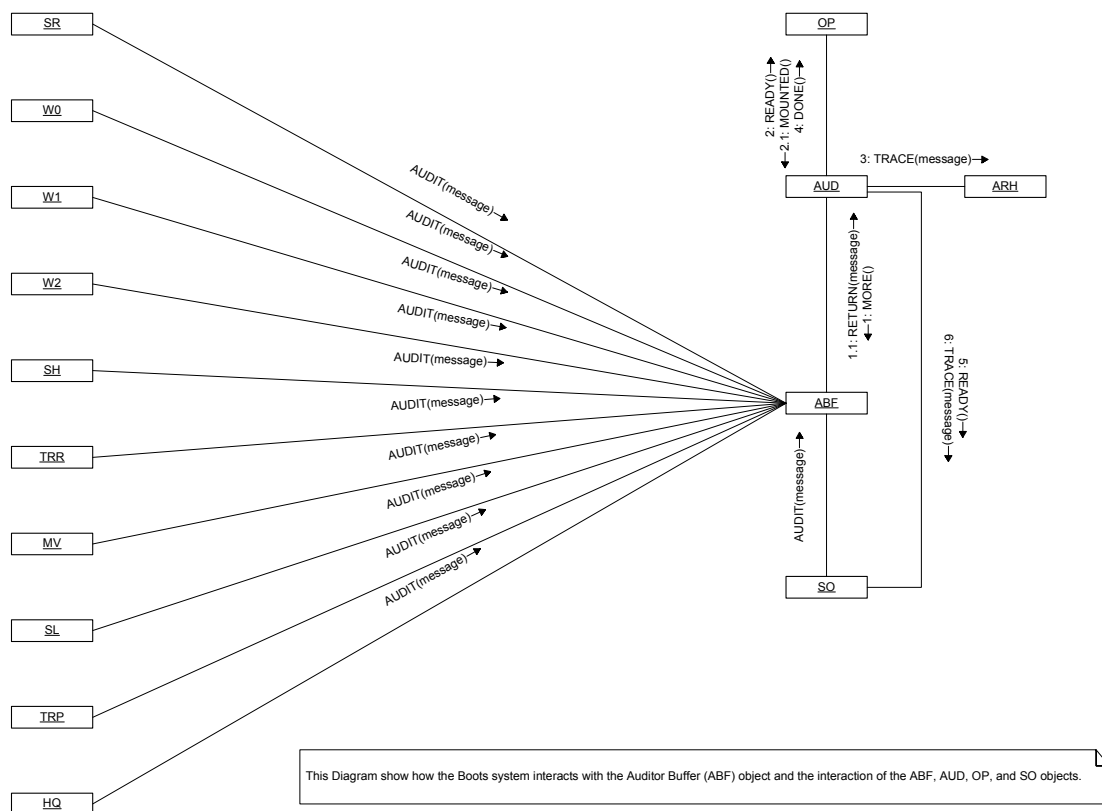 SR
OP
W0
2: READY()
2.1: MOUNTED()
4: DONE()
3: TRACE(message)
AUDIT(message)
W1
AUD
ARH
AUDIT(message)
AUDIT(message)
W2
AUDIT(message)
1.1: RETURN(message)
1: MORE()
SH
AUDIT(message)
AUDIT(message)
ABF
5: READY()
6: TRACE(message)
TRR
AUDIT(message)
AUDIT(message)
AUDIT(message)
MV
AUDIT(message)
AUDIT(message)
SO
SL
TRP
This Diagram show how the Boots system interacts with the Auditor Buffer (ABF) object and the interaction of the ABF, AUD, OP, and SO objects.
HQ